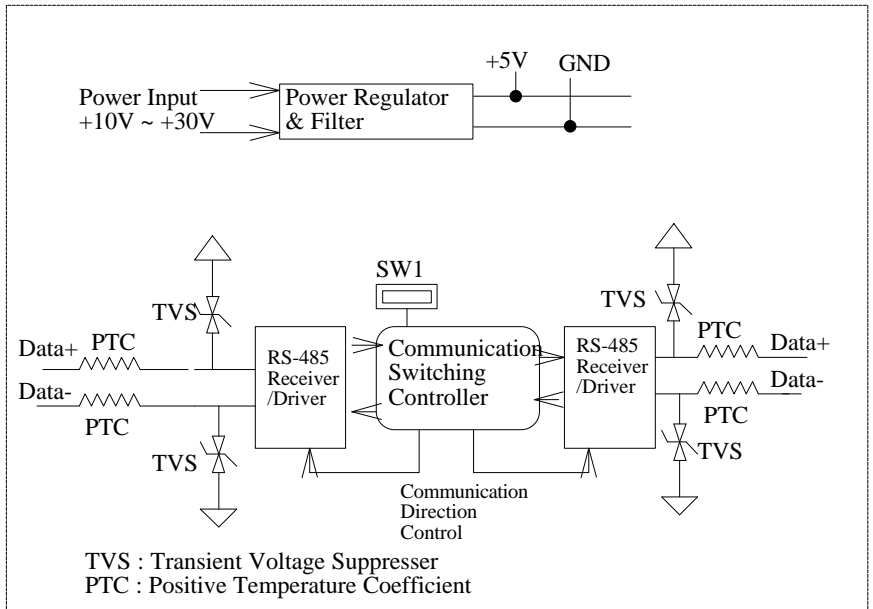 +5V
GND
Power Input
+10V ~ +30V
Power Regulator
& Filter
SW1
TVS
TVS
PTC
PTC
Data+
Data+
RS-485
Receiver
/Driver
Communication
Switching
Controller
RS-485
Receiver
/Driver
Data-
Data-
PTC
PTC
TVS
TVS
Communication
Direction
Control
TVS : Transient Voltage Suppresser
PTC : Positive Temperature Coefficient